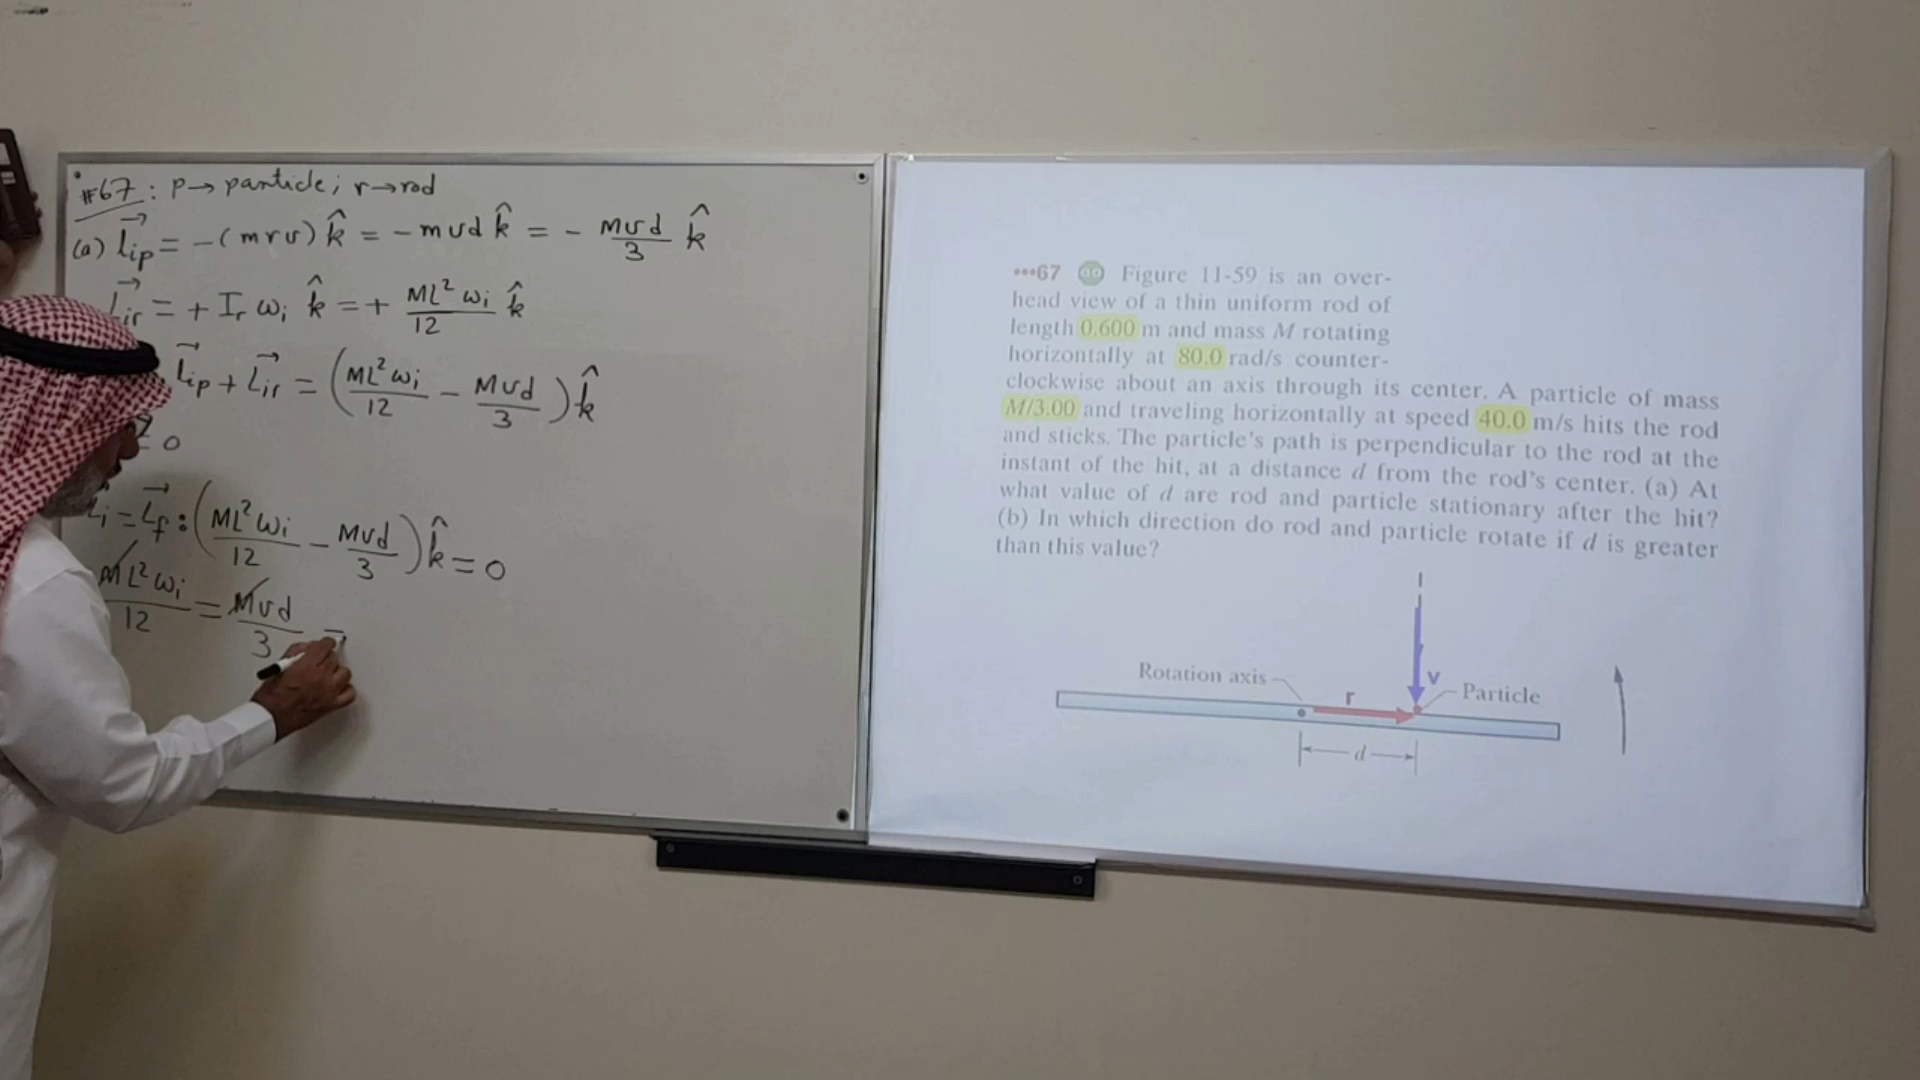 #67 : p → particle; r → rod
(a) l⃗ip = -(mrv) k̂ = - mvd k̂ = - Mvd/3 k̂
L⃗ir = + Ir ωi k̂ = + ML²ωi/12 k̂
l⃗ip + L⃗ir = (ML²ωi/12 - Mvd/3) k̂
= 0
L⃗i = L⃗f : (ML²ωi/12 - Mvd/3) k̂ = 0
ML²ωi/12 = Mvd/3
•••67 GO Figure 11-59 is an over-
head view of a thin uniform rod of
length 0.600 m and mass M rotating
horizontally at 80.0 rad/s counter-
clockwise about an axis through its center. A particle of mass
M/3.00 and traveling horizontally at speed 40.0 m/s hits the rod
and sticks. The particle's path is perpendicular to the rod at the
instant of the hit, at a distance d from the rod's center. (a) At
what value of d are rod and particle stationary after the hit?
(b) In which direction do rod and particle rotate if d is greater
than this value?
Rotation axis
r
v
Particle
d